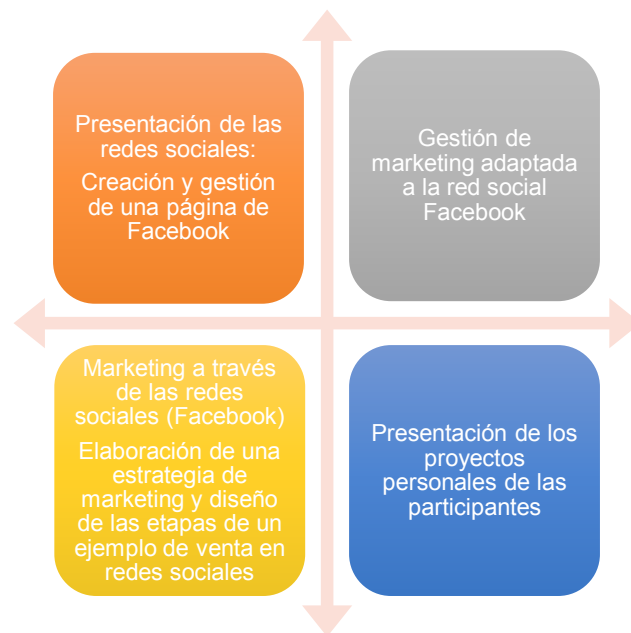 Presentación de las
redes sociales:
Creación y gestión
de una página de
Facebook
Gestión de
marketing adaptada
a la red social
Facebook
Marketing a través
de las redes
sociales (Facebook)
Elaboración de una
estrategia de
marketing y diseño
de las etapas de un
ejemplo de venta en
redes sociales
Presentación de los
proyectos
personales de las
participantes